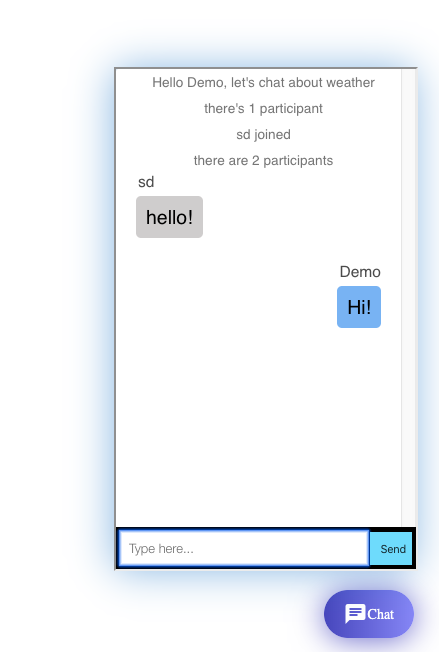 Hello Demo, let's chat about weather
there's 1 participant
sd joined
there are 2 participants
sd
hello!
Demo
Hi!
Type here...
Send
Chat